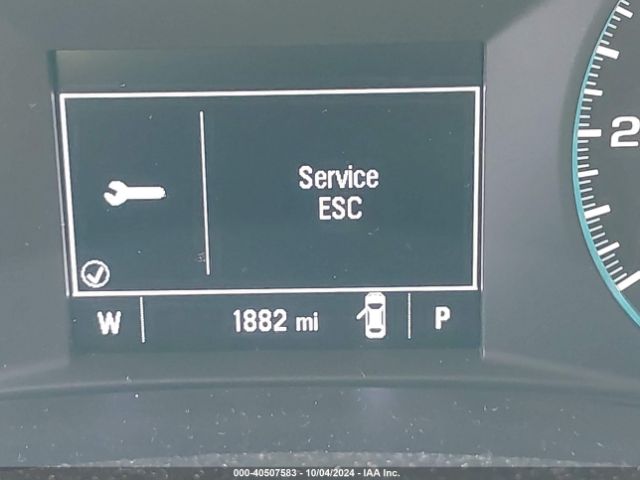 2
Service
ESC
W 1882 mi P
000-40507583 - 10/04/2024 - IAA Inc.